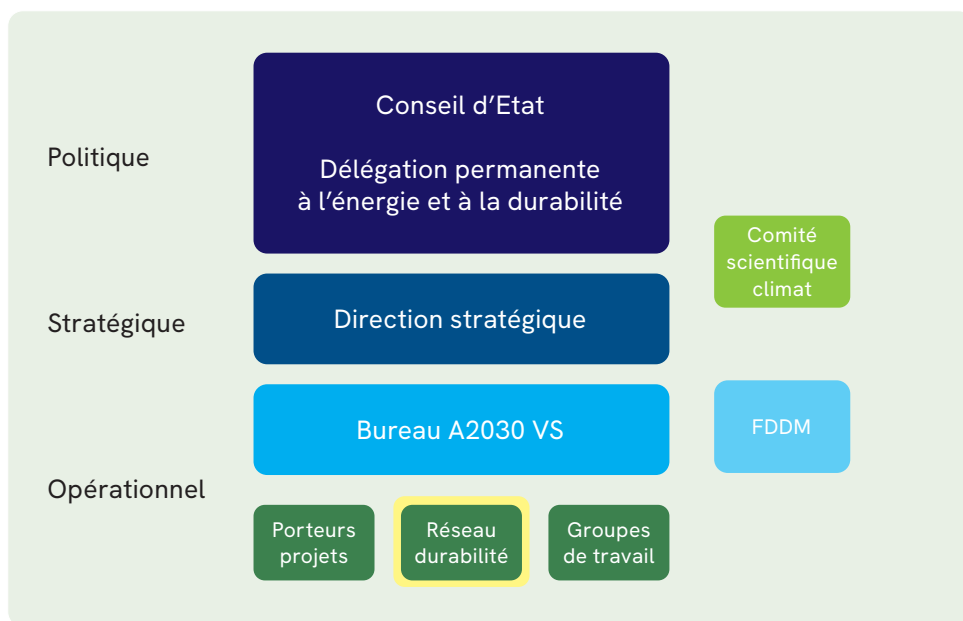 Politique
Conseil d’Etat
Délégation permanente
à l’énergie et à la durabilité
Comité
scientifique
climat
Stratégique
Direction stratégique
Opérationnel
Bureau A2030 VS
FDDM
Porteurs
projets
Réseau
durabilité
Groupes
de travail